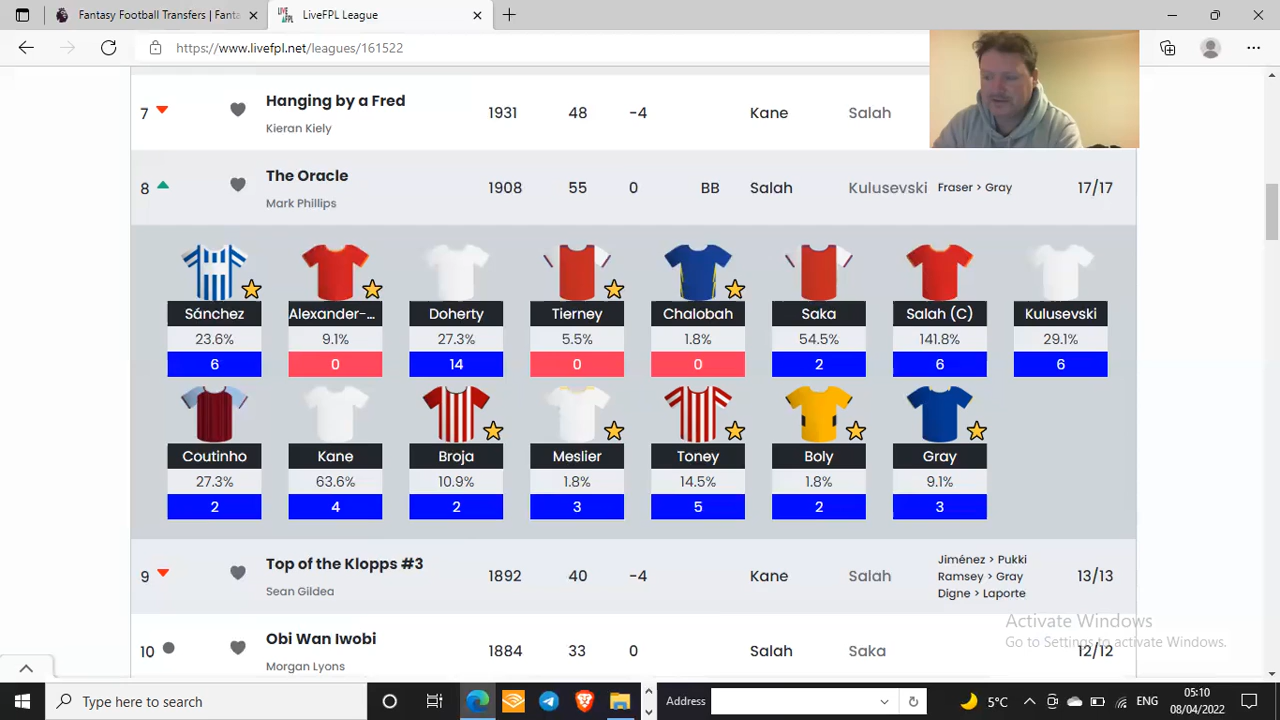 Fantasy Football Transfers | Fanta
LiveFPL League
https://www.livefpl.net/leagues/161522
7 Hanging by a Fred 1931 48 -4 Kane Salah
Kieran Kiely
8 The Oracle 1908 55 0 BB Salah Kulusevski Fraser > Gray 17/17
Mark Phillips
Sánchez Alexander-... Doherty Tierney Chalobah Saka Salah (C) Kulusevski
23.6% 9.1% 27.3% 5.5% 1.8% 54.5% 141.8% 29.1%
6 0 14 0 0 2 6 6
Coutinho Kane Broja Meslier Toney Boly Gray
27.3% 63.6% 10.9% 1.8% 14.5% 1.8% 9.1%
2 4 2 3 5 2 3
9 Top of the Klopps #3 1892 40 -4 Kane Salah Jiménez > Pukki
Ramsey > Gray 13/13
Sean Gildea Digne > Laporte
Activate Windows
Go to Settings to activate Windows.
10 Obi Wan Iwobi 1884 33 0 Salah Saka 12/12
Morgan Lyons
Type here to search
Address
5°C
ENG
05:10
08/04/2022